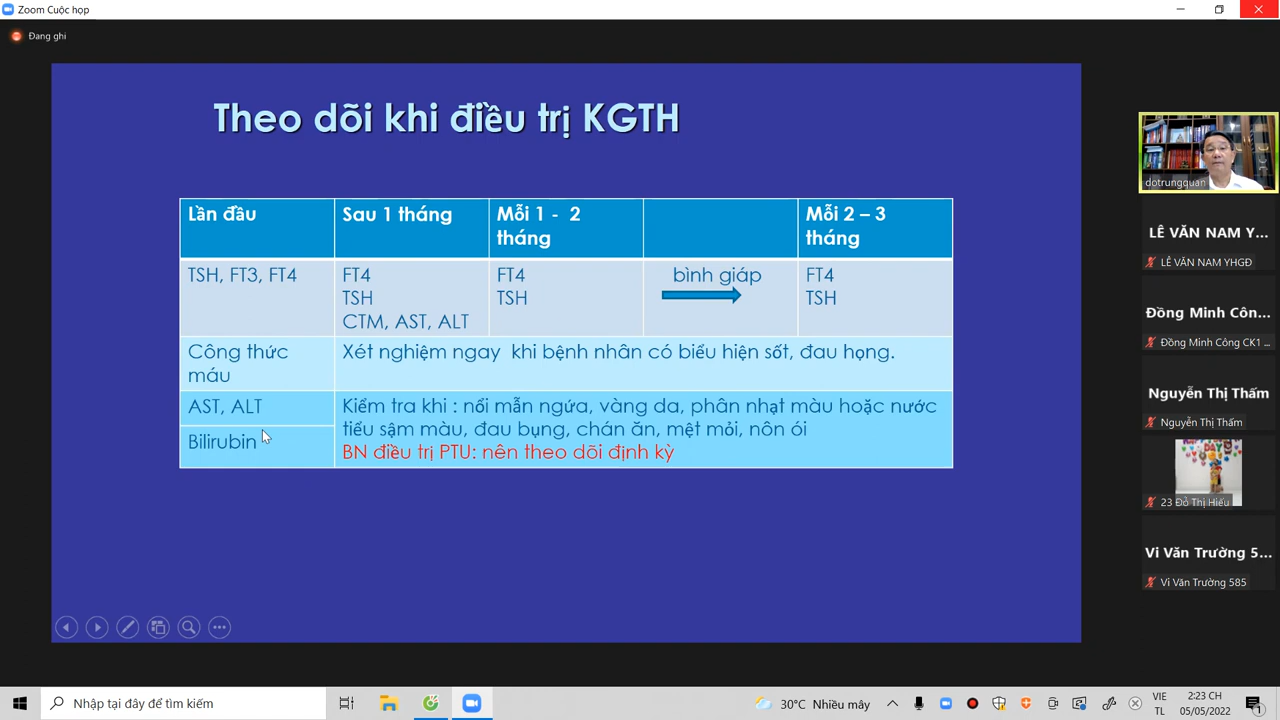 Zoom Cuộc họp
Đang ghi
Theo dõi khi điều trị KGTH
Lần đầu
Sau 1 tháng
Mỗi 1 - 2
tháng
Mỗi 2 – 3
tháng
TSH, FT3, FT4
FT4
TSH
CTM, AST, ALT
FT4
TSH
bình giáp
FT4
TSH
Công thức
máu
Xét nghiệm ngay khi bệnh nhân có biểu hiện sốt, đau họng.
AST, ALT
Bilirubin
Kiểm tra khi : nổi mẫn ngứa, vàng da, phân nhạt màu hoặc nước
tiểu sậm màu, đau bụng, chán ăn, mệt mỏi, nôn ói
BN điều trị PTU: nên theo dõi định kỳ
dotrungquan
LÊ VĂN NAM Y...
LÊ VĂN NAM YHGĐ
Đồng Minh Côn...
Đồng Minh Công CK1 ...
Nguyễn Thị Thấm
Nguyễn Thị Thấm
23 Đỗ Thị Hiếu
Vi Văn Trường 5...
Vi Văn Trường 585
Nhập tại đây để tìm kiếm
30°C Nhiều mây
VIE
TL
2:23 CH
05/05/2022
1